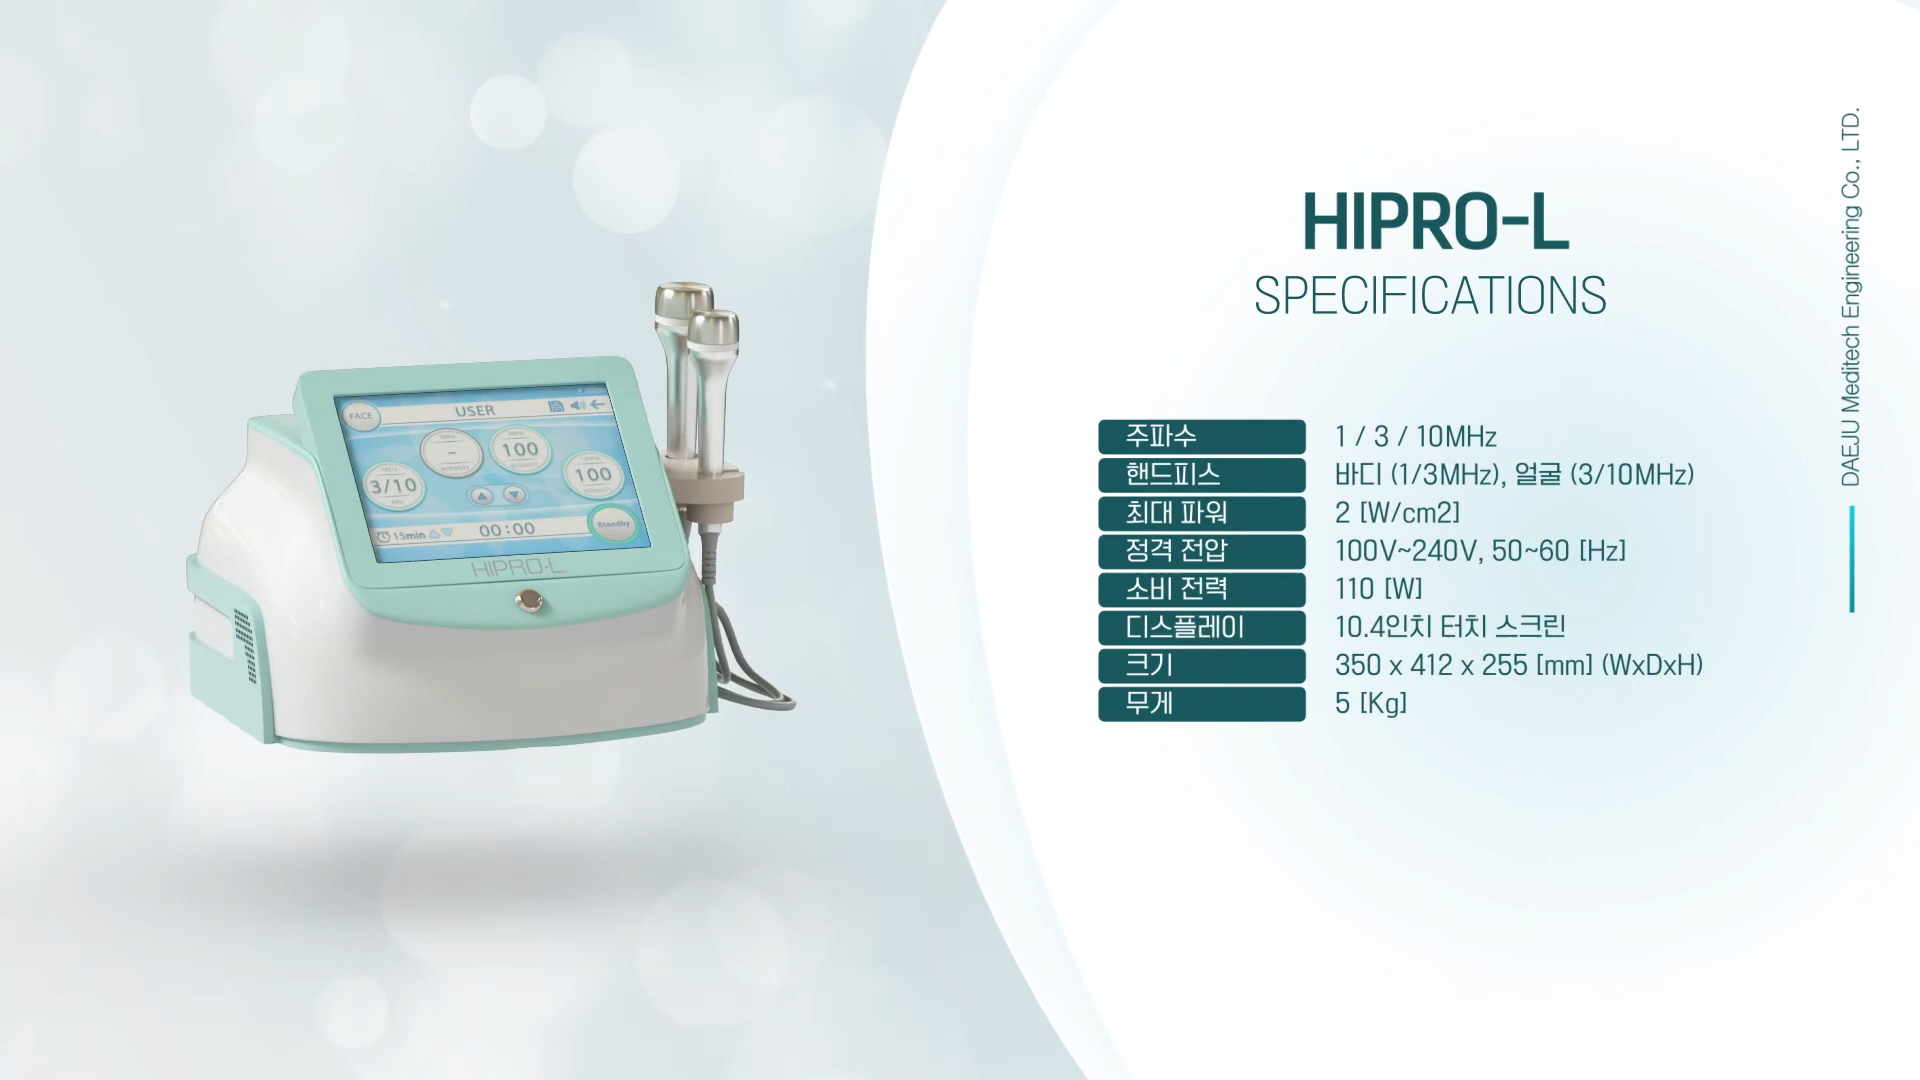 HIPRO-L
SPECIFICATIONS
주파수 1 / 3 / 10MHz
핸드피스 바디 (1/3MHz), 얼굴 (3/10MHz)
최대 파워 2 [W/cm2]
정격 전압 100V~240V, 50~60 [Hz]
소비 전력 110 [W]
디스플레이 10.4인치 터치 스크린
크기 350 x 412 x 255 [mm] (WxDxH)
무게 5 [Kg]
DAEJU Meditech Engineering Co., LTD.
FACE
USER
-
100
3/10
100
15min
00:00
Standby
HIPRO-L